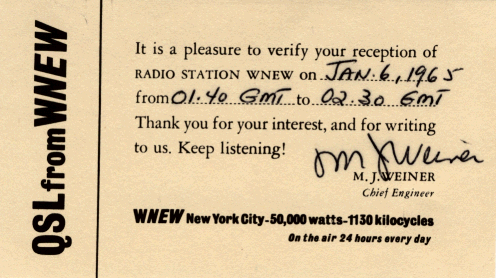 QSL from WNEW
It is a pleasure to verify your reception of
RADIO STATION WNEW on JAN. 6, 1965
from 01.40 GMT to 02.30 GMT
Thank you for your interest, and for writing
to us. Keep listening!
M J Weiner
M. J. WEINER
Chief Engineer
WNEW New York City-50,000 watts-1130 kilocycles
On the air 24 hours every day